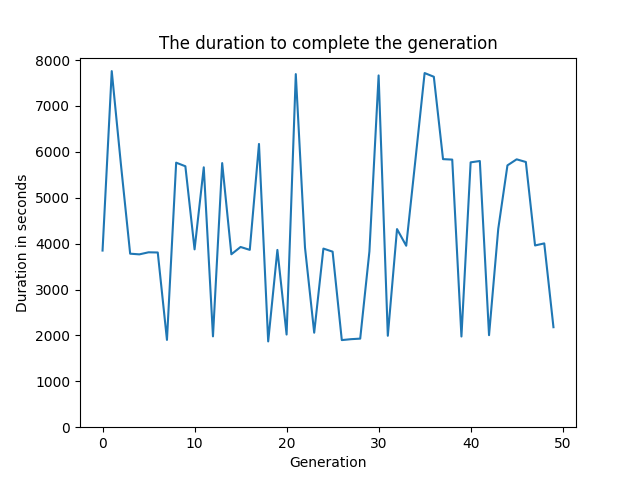 The duration to complete the generation
8000
7000
6000
5000
4000
3000
2000
1000
0
Duration in seconds
0 10 20 30 40 50
Generation